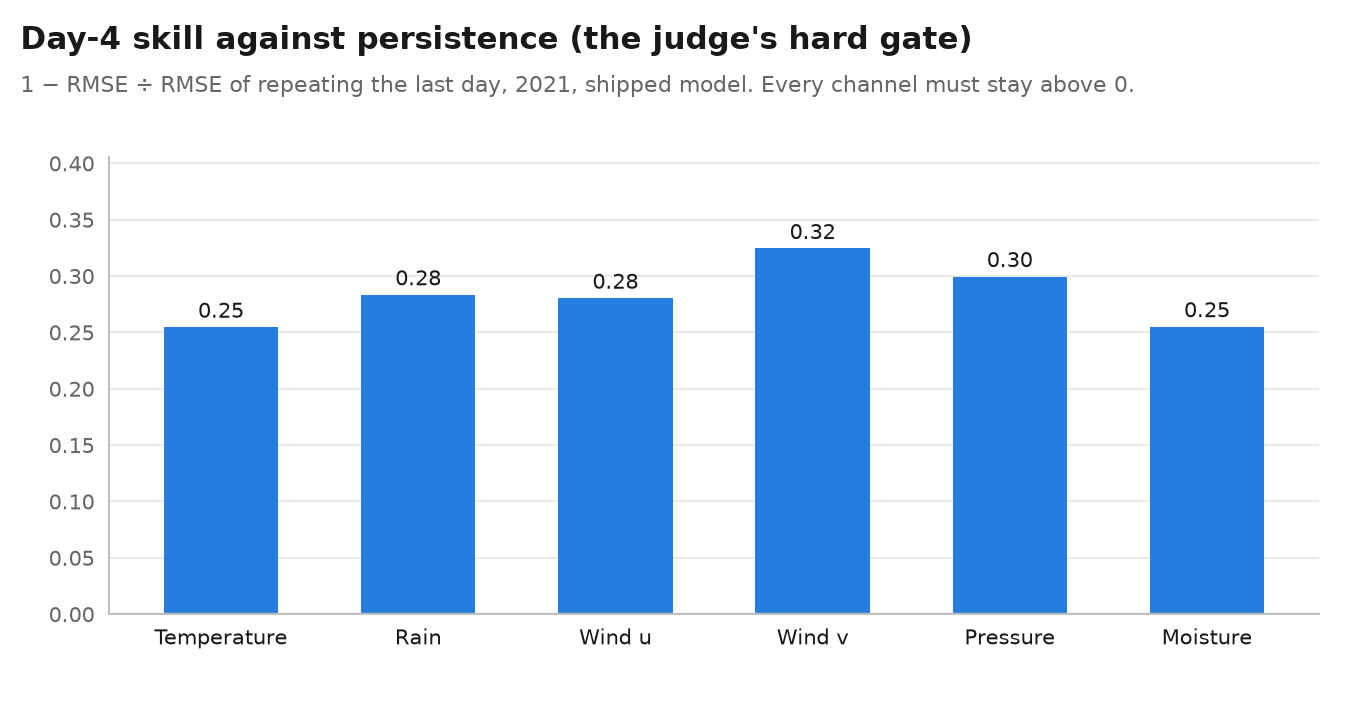 Day-4 skill against persistence (the judge's hard gate)
1 − RMSE ÷ RMSE of repeating the last day, 2021, shipped model. Every channel must stay above 0.
0.40
0.35
0.30
0.25
0.20
0.15
0.10
0.05
0.00
0.25
0.28
0.28
0.32
0.30
0.25
Temperature
Rain
Wind u
Wind v
Pressure
Moisture